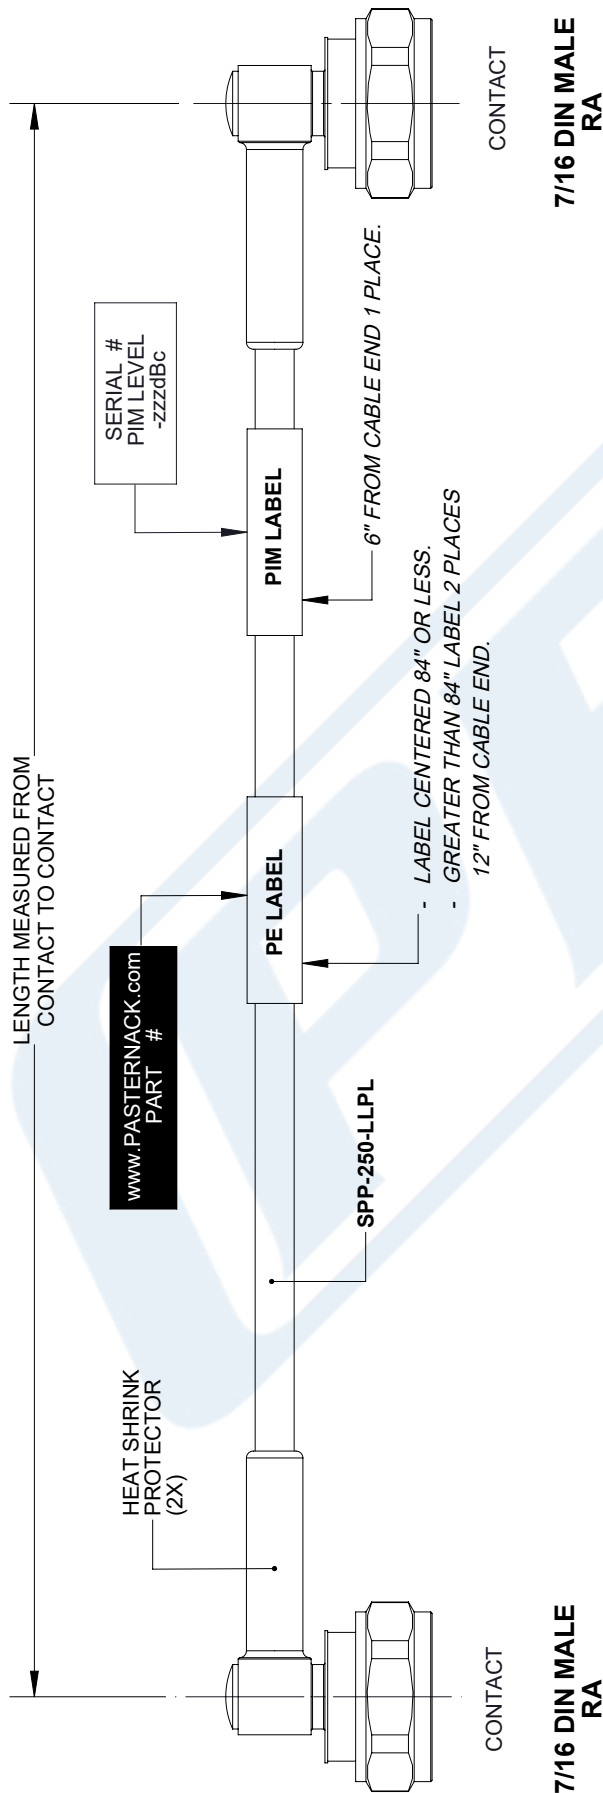 LENGTH MEASURED FROM
CONTACT TO CONTACT
www.PASTERNACK.com
PART #
SERIAL #
PIM LEVEL
-zzzdBc
HEAT SHRINK
PROTECTOR
(2X)
PE LABEL
PIM LABEL
SPP-250-LLPL
6" FROM CABLE END 1 PLACE.
- LABEL CENTERED 84" OR LESS.
- GREATER THAN 84" LABEL 2 PLACES
12" FROM CABLE END.
CONTACT
CONTACT
7/16 DIN MALE
RA
7/16 DIN MALE
RA